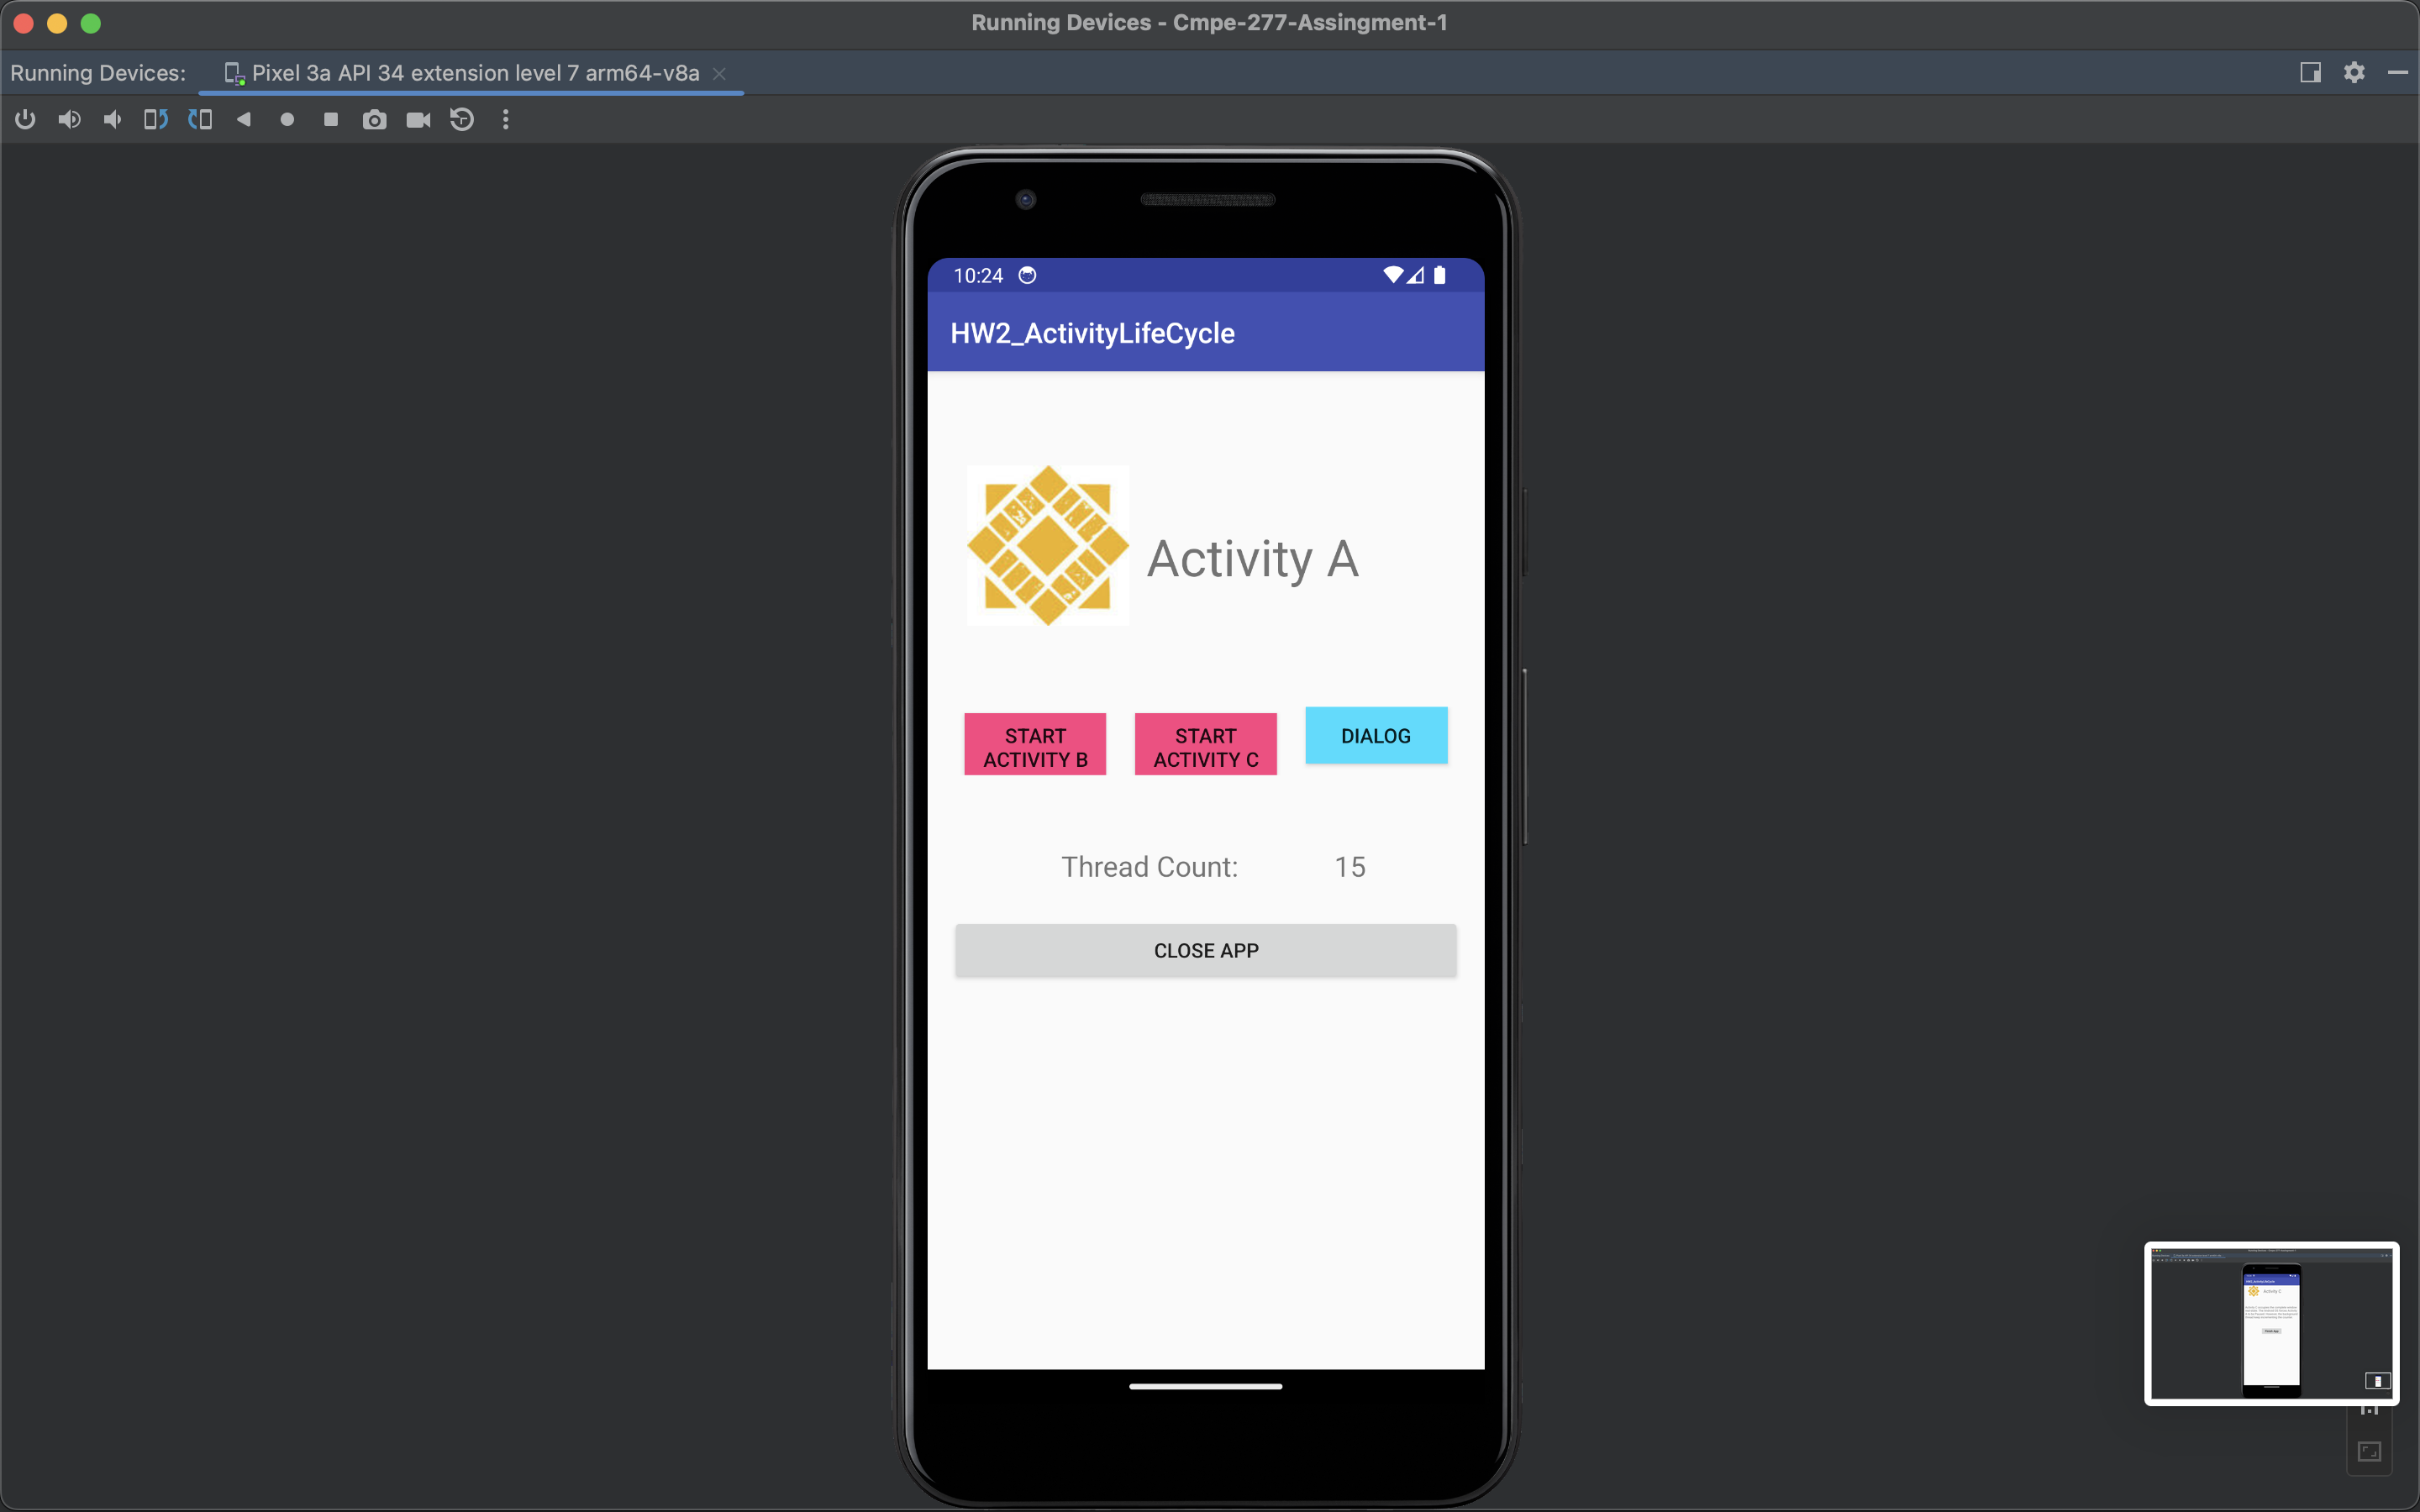 Running Devices - Cmpe-277-Assingment-1
Running Devices:
Pixel 3a API 34 extension level 7 arm64-v8a
10:24
HW2_ActivityLifeCycle
Activity A
START
ACTIVITY B
START
ACTIVITY C
DIALOG
Thread Count:
15
CLOSE APP
Activity C